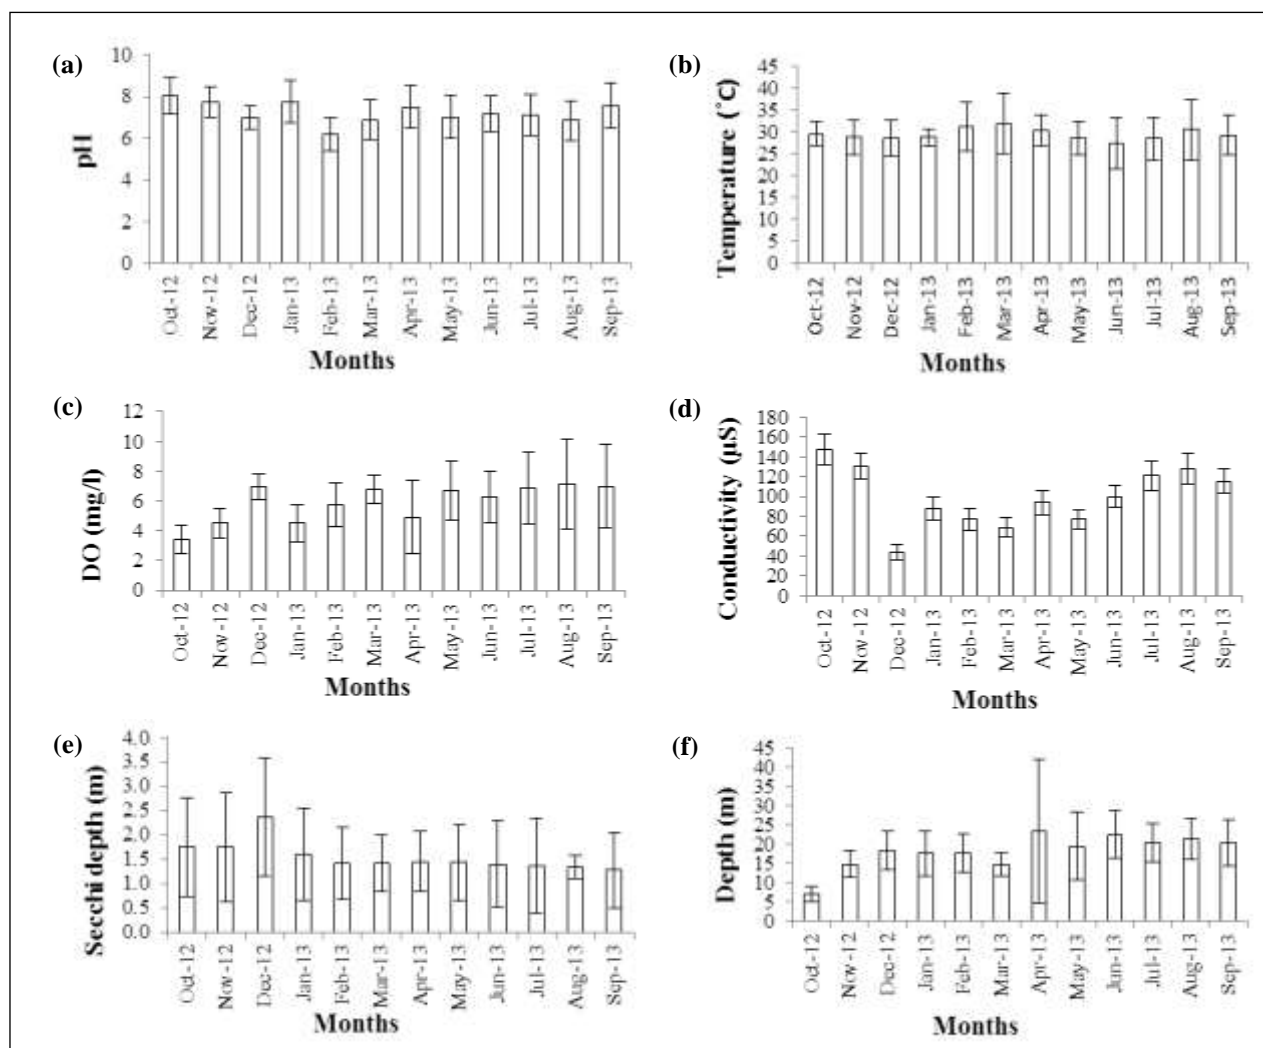 (a)
pH
10
8
6
4
2
0
Oct-12 Nov-12 Dec-12 Jan-13 Feb-13 Mar-13 Apr-13 May-13 Jun-13 Jul-13 Aug-13 Sep-13
Months
(b)
Temperature (˚C)
45
40
35
30
25
20
15
10
5
0
Oct-12 Nov-12 Dec-12 Jan-13 Feb-13 Mar-13 Apr-13 May-13 Jun-13 Jul-13 Aug-13 Sep-13
Months
(c)
DO (mg/l)
12
10
8
6
4
2
0
Oct-12 Nov-12 Dec-12 Jan-13 Feb-13 Mar-13 Apr-13 May-13 Jun-13 Jul-13 Aug-13 Sep-13
Months
(d)
Conductivity (µS)
180
160
140
120
100
80
60
40
20
0
Oct-12 Nov-12 Dec-12 Jan-13 Feb-13 Mar-13 Apr-13 May-13 Jun-13 Jul-13 Aug-13 Sep-13
Months
(e)
Secchi depth (m)
4.0
3.5
3.0
2.5
2.0
1.5
1.0
0.5
0.0
Oct-12 Nov-12 Dec-12 Jan-13 Feb-13 Mar-13 Apr-13 May-13 Jun-13 Jul-13 Aug-13 Sep-13
Months
(f)
Depth (m)
45
40
35
30
25
20
15
10
5
0
Oct-12 Nov-12 Dec-12 Jan-13 Feb-13 Mar-13 Apr-13 May-13 Jun-13 Jul-13 Aug-13 Sep-13
Months